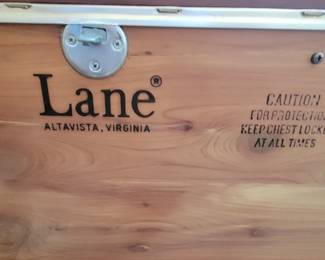 Lane®
ALTAVISTA, VIRGINIA
CAUTION
FOR PROTECTION
KEEP CHEST LOCKED
AT ALL TIMES